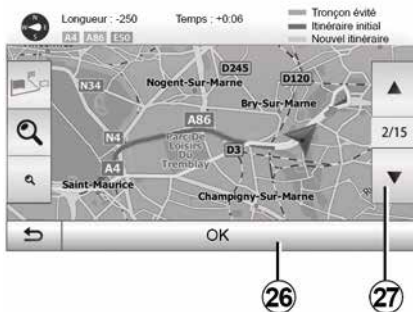 Longueur : -250 Temps : +0:06
A4 A86 E50
Tronçon évité
Itinéraire initial
Nouvel itinéraire
D245
N34
Nogent-Sur-Marne
D120
Bry-Sur-Marne
A86
2/15
N4
Parc De
Loisirs
Du
Tremblay
D3
A4
Saint-Maurice
Champigny-Sur-Marne
OK
26
27